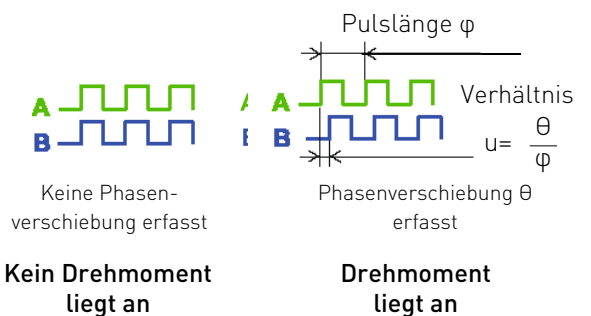 Pulslänge φ
A
B
A
B
Verhältnis
u= θ
φ
Keine Phasen-
verschiebung erfasst
Phasenverschiebung θ
erfasst
Kein Drehmoment
liegt an
Drehmoment
liegt an